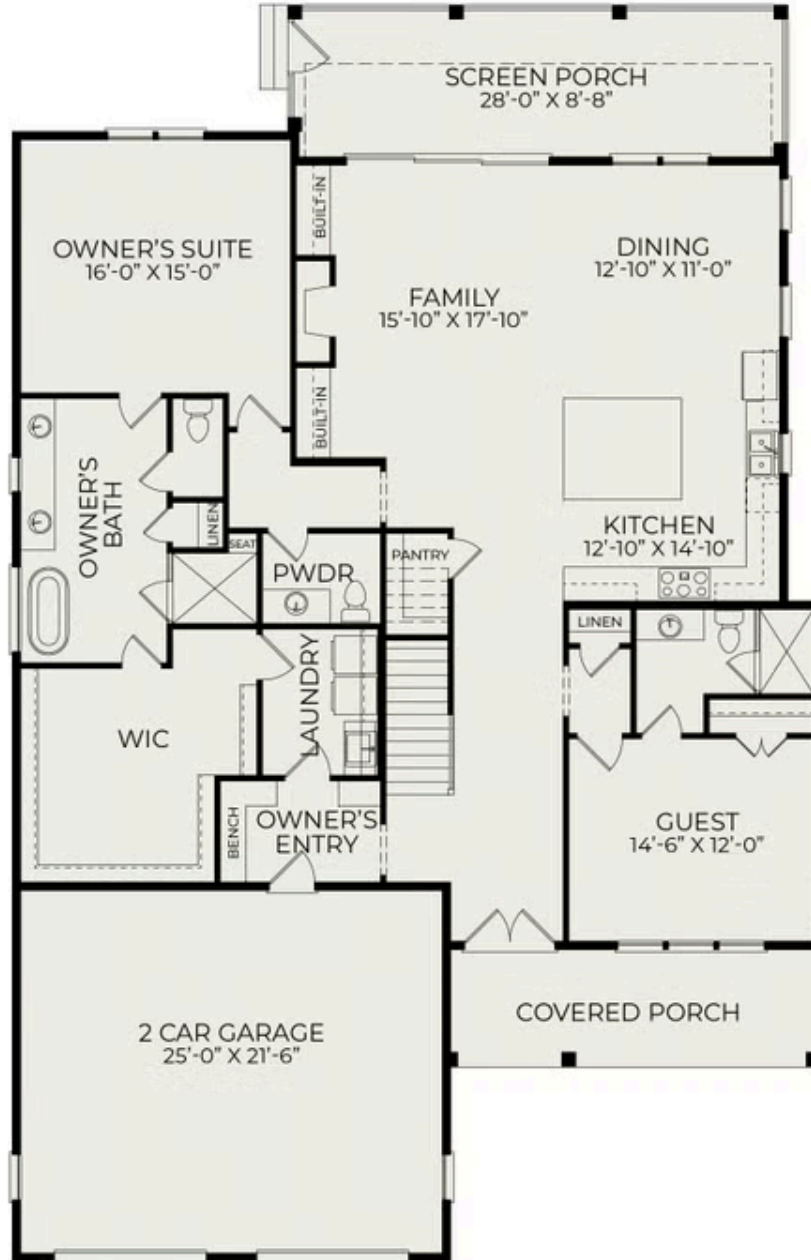 SCREEN PORCH
28'-0" X 8'-8"
BUILT-IN
OWNER'S SUITE
16'-0" X 15'-0"
DINING
12'-10" X 11'-0"
FAMILY
15'-10" X 17'-10"
BUILT-IN
OWNER'S
BATH
LINEN
SEAT
KITCHEN
12'-10" X 14'-10"
PANTRY
PWDR
LINEN
LAUNDRY
WIC
BENCH
OWNER'S
ENTRY
GUEST
14'-6" X 12'-0"
COVERED PORCH
2 CAR GARAGE
25'-0" X 21'-6"